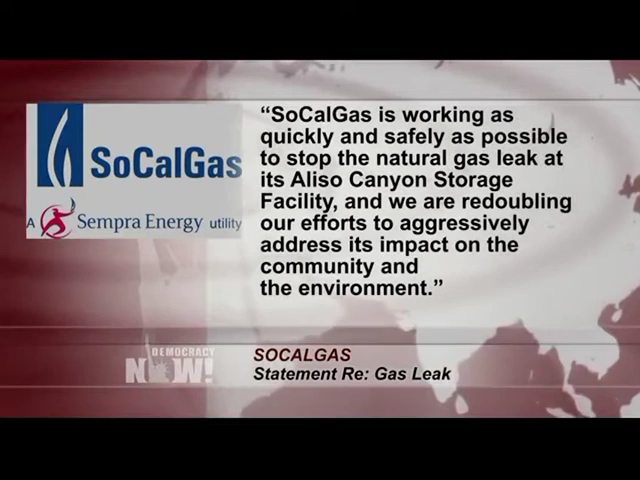 SoCalGas
A Sempra Energy utility
“SoCalGas is working as
quickly and safely as possible
to stop the natural gas leak at
its Aliso Canyon Storage
Facility, and we are redoubling
our efforts to aggressively
address its impact on the
community and
the environment.”
DEMOCRACY
NOW!
SOCALGAS
Statement Re: Gas Leak